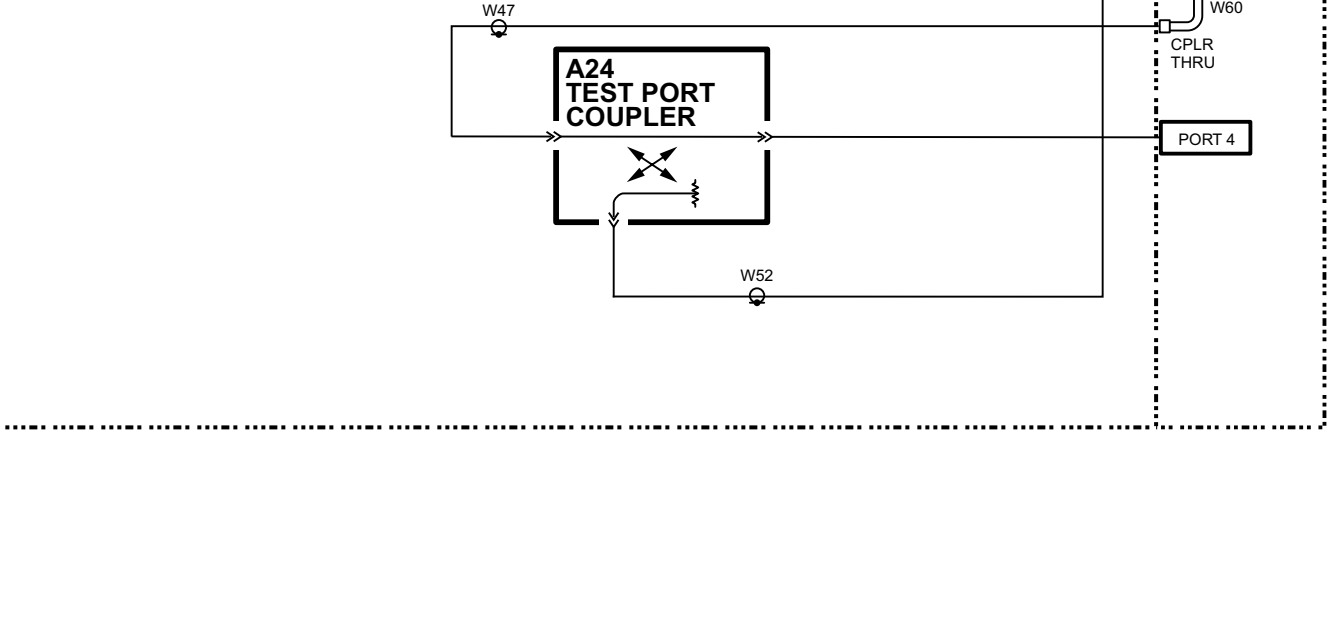 W47
W60
CPLR
THRU
A24
TEST PORT
COUPLER
PORT 4
W52